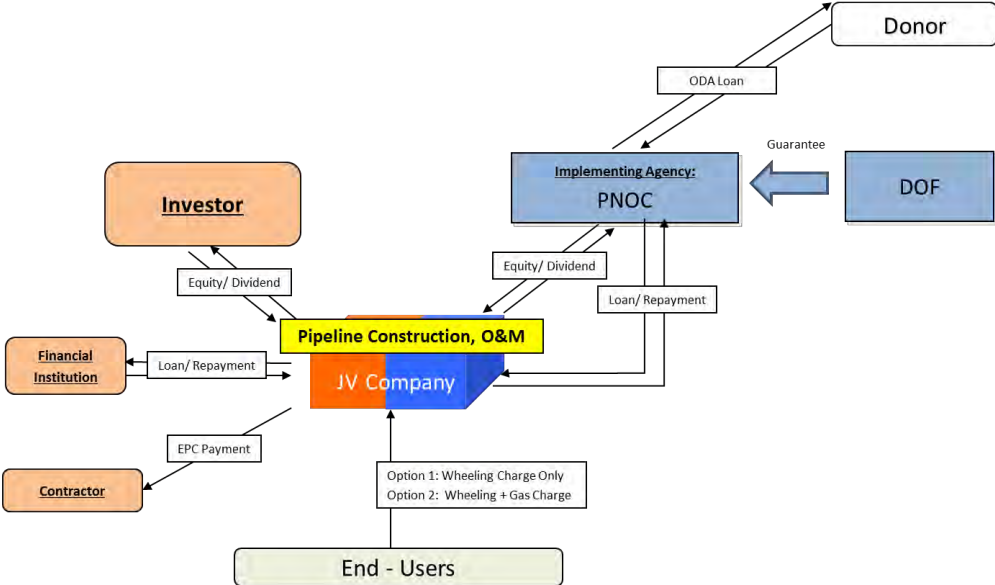 Donor
ODA Loan
Guarantee
Implementing Agency:
PNOC
DOF
Investor
Equity/ Dividend
Equity/ Dividend
Loan/ Repayment
Pipeline Construction, O&M
Financial
Institution
Loan/ Repayment
JV Company
EPC Payment
Option 1: Wheeling Charge Only
Option 2: Wheeling + Gas Charge
Contractor
End - Users